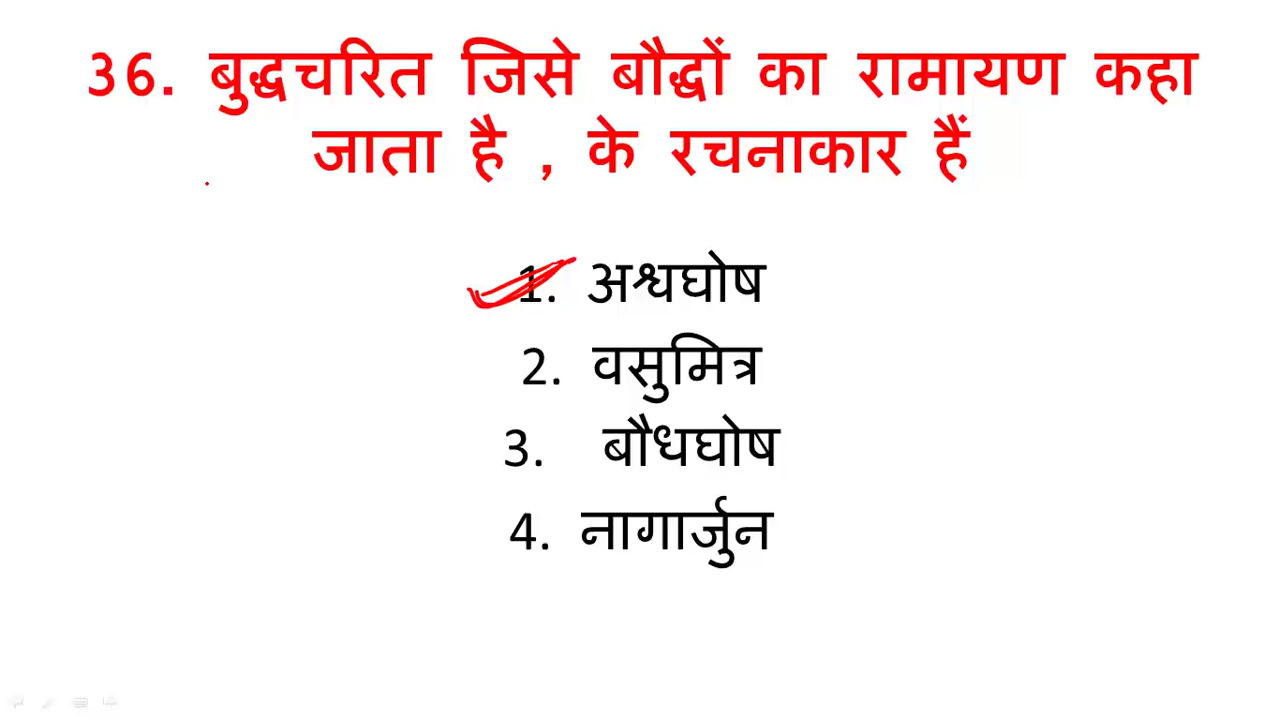 36. बुद्धचरित जिसे बौद्धों का रामायण कहा
जाता है , के रचनाकार हैं
1. अश्वघोष
2. वसुमित्र
3. बौधघोष
4. नागार्जुन